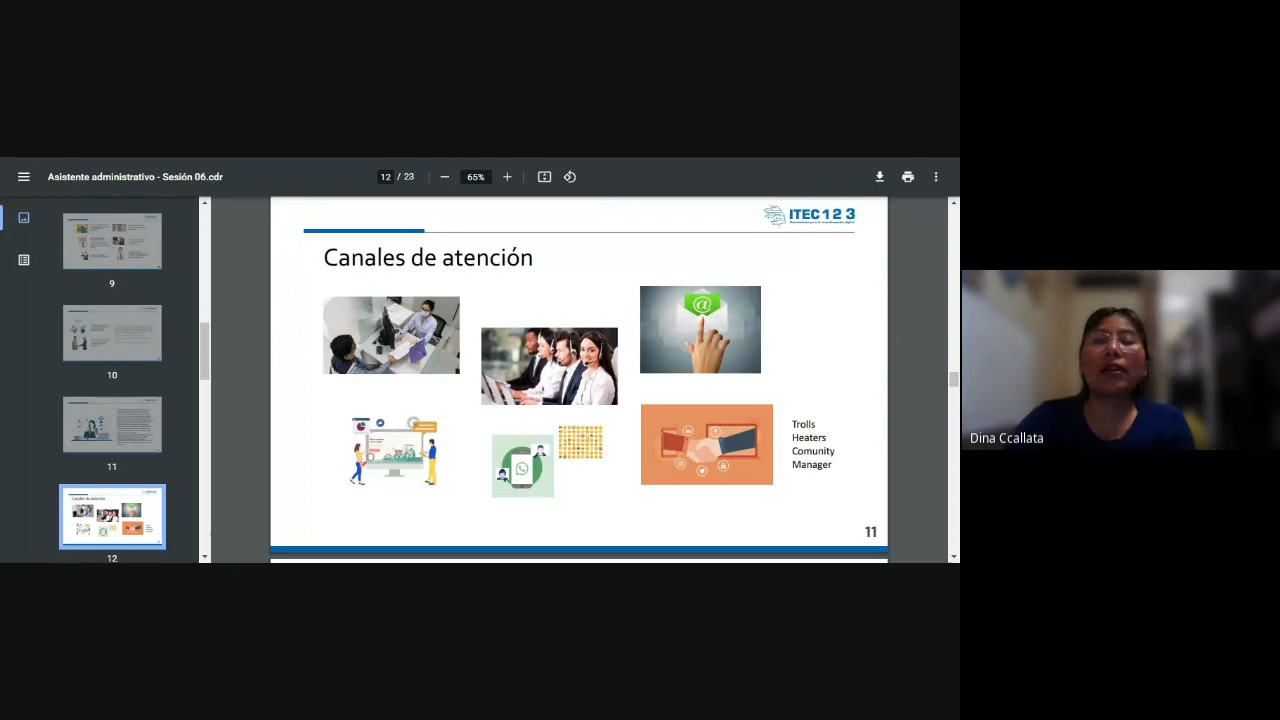 Asistente administrativo - Sesión 06.cdr
12 / 23
65%
ITEC 1 2 3
Canales de atención
Trolls
Heaters
Comunity
Manager
11
9
10
11
12
Dina Ccallata